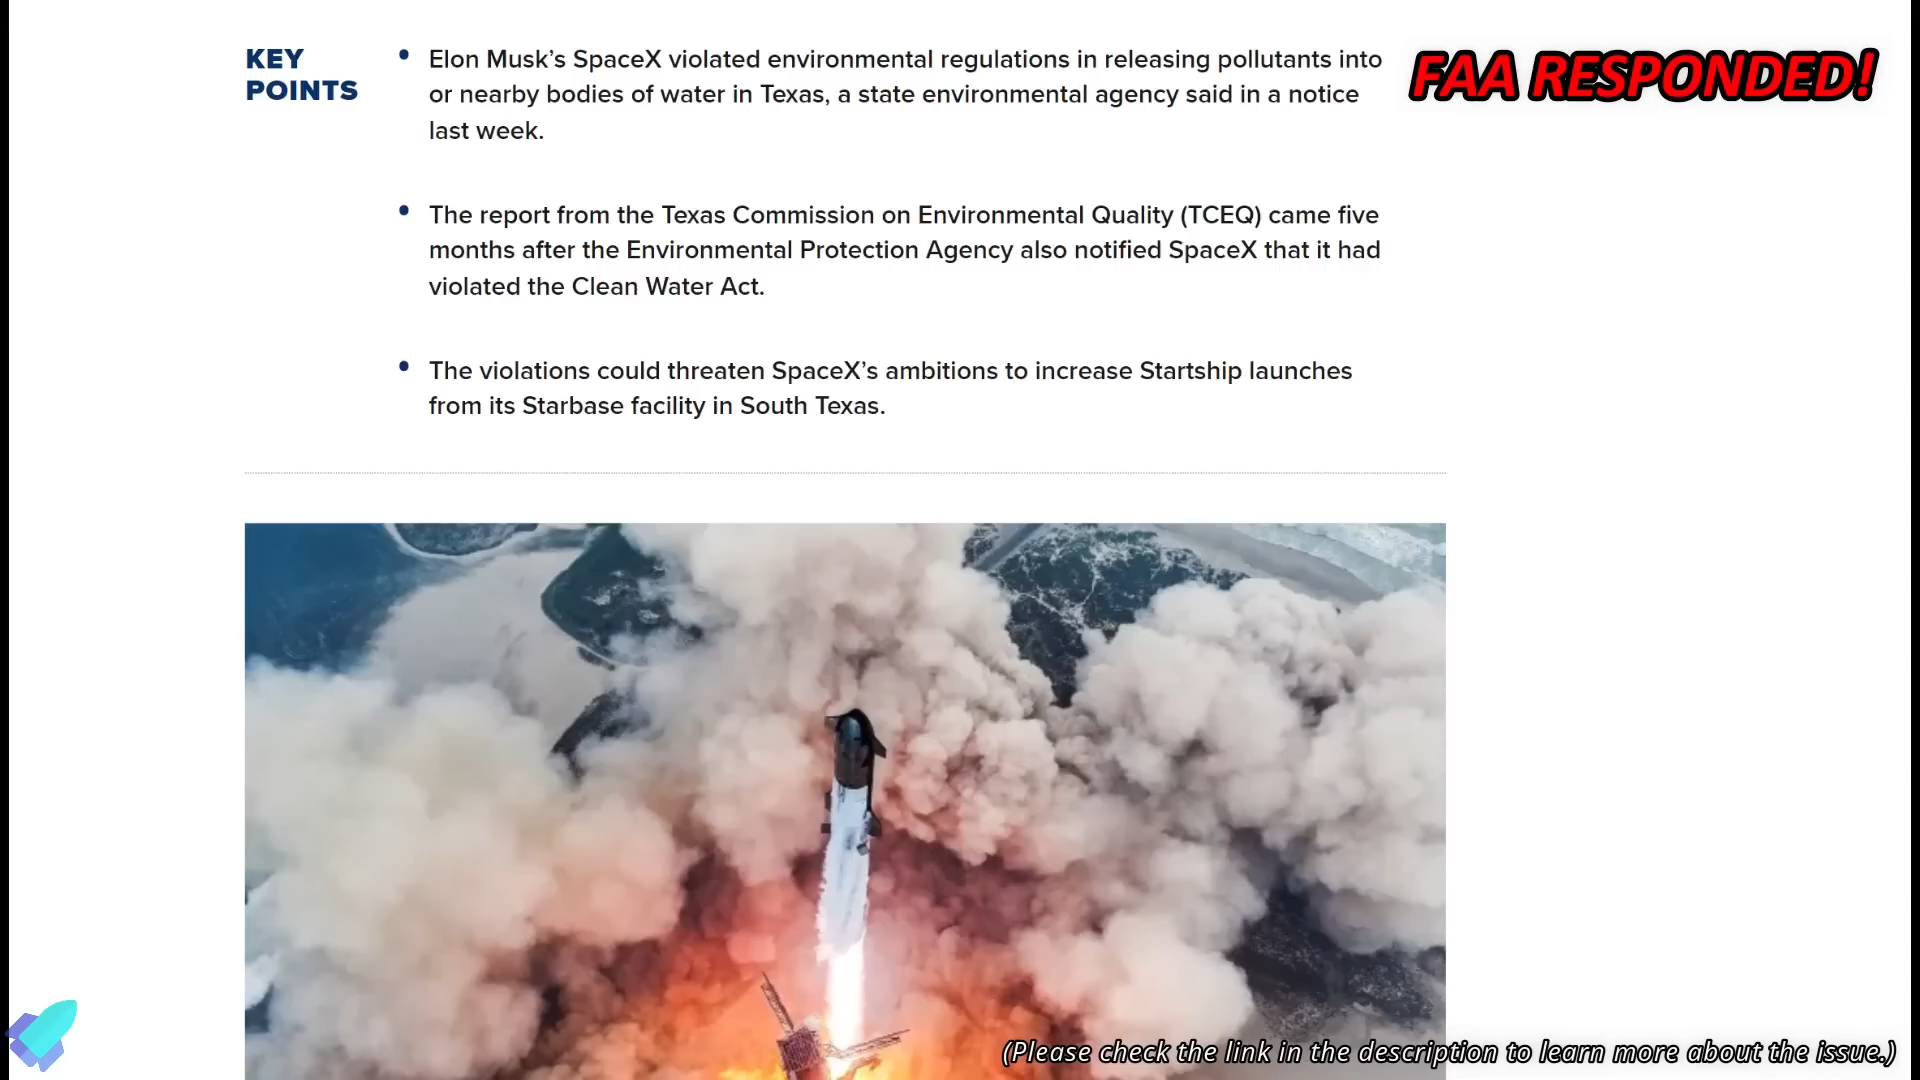 KEY
POINTS
Elon Musk’s SpaceX violated environmental regulations in releasing pollutants into
or nearby bodies of water in Texas, a state environmental agency said in a notice
last week.
The report from the Texas Commission on Environmental Quality (TCEQ) came five
months after the Environmental Protection Agency also notified SpaceX that it had
violated the Clean Water Act.
The violations could threaten SpaceX’s ambitions to increase Startship launches
from its Starbase facility in South Texas.
FAA RESPONDED!
(Please check the link in the description to learn more about the issue.)